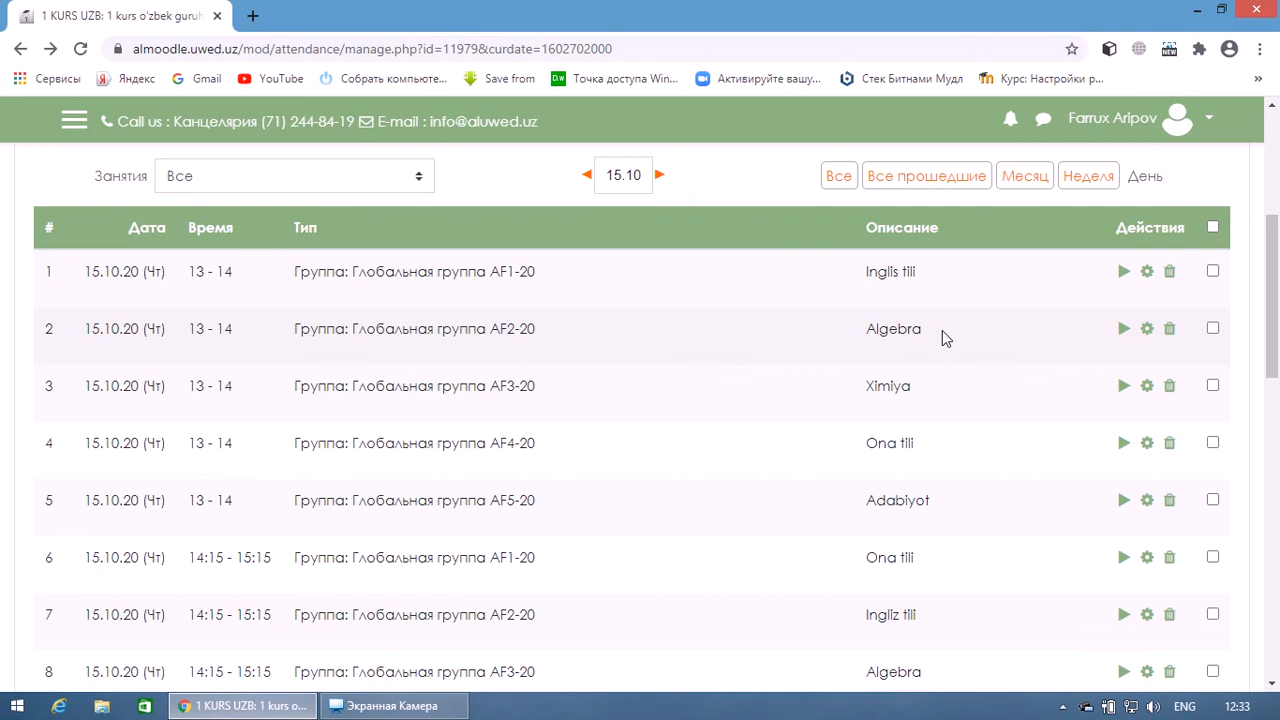 1 KURS UZB: 1 kurs o'zbek guruh
almoodle.uwed.uz/mod/attendance/manage.php?id=11979&curdate=1602702000
Сервисы Яндекс Gmail YouTube Собрать компьюте... Save from Точка доступа Win... Активируйте вашу... Стек Битнами Мудл Курс: Настройки р... »
Call us : Канцелярия (71) 244-84-19 E-mail : info@aluwed.uz Farrux Aripov
Занятия Все 15.10 Все Все прошедшие Месяц Неделя День
# Дата Время Тип Описание Действия
1 15.10.20 (Чт) 13 - 14 Группа: Глобальная группа AF1-20 Inglis tili
2 15.10.20 (Чт) 13 - 14 Группа: Глобальная группа AF2-20 Algebra
3 15.10.20 (Чт) 13 - 14 Группа: Глобальная группа AF3-20 Ximiya
4 15.10.20 (Чт) 13 - 14 Группа: Глобальная группа AF4-20 Ona tili
5 15.10.20 (Чт) 13 - 14 Группа: Глобальная группа AF5-20 Adabiyot
6 15.10.20 (Чт) 14:15 - 15:15 Группа: Глобальная группа AF1-20 Ona tili
7 15.10.20 (Чт) 14:15 - 15:15 Группа: Глобальная группа AF2-20 Ingliz tili
8 15.10.20 (Чт) 14:15 - 15:15 Группа: Глобальная группа AF3-20 Algebra
1 KURS UZB: 1 kurs o... Экранная Камера ENG 12:33